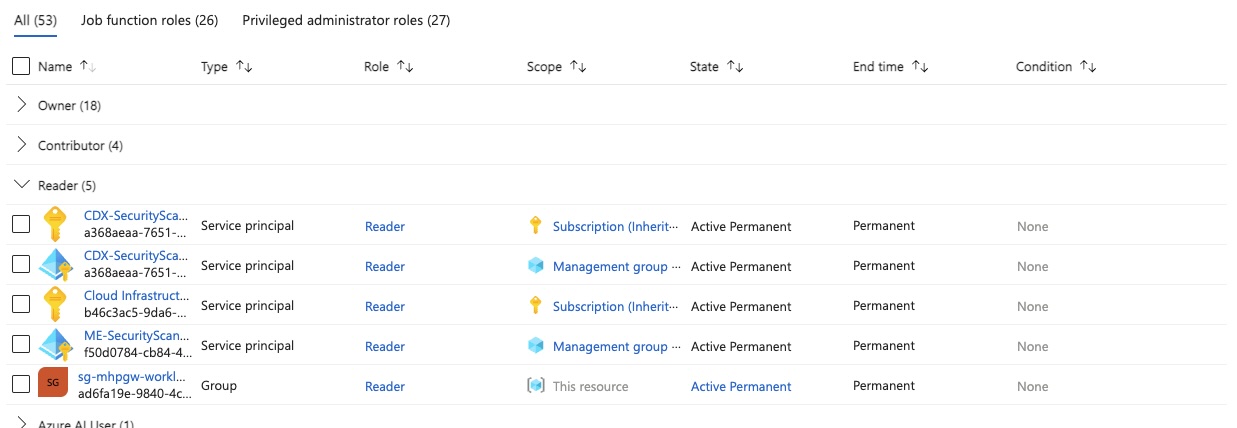 All (53) Job function roles (26) Privileged administrator roles (27)
Name Type Role Scope State End time Condition
Owner (18)
Contributor (4)
Reader (5)
CDX-SecuritySca...
a368aeaa-7651-... Service principal Reader Subscription (Inherit··· Active Permanent Permanent None
CDX-SecuritySca...
a368aeaa-7651-... Service principal Reader Management group ··· Active Permanent Permanent None
Cloud Infrastruct...
b46c3ac5-9da6-... Service principal Reader Subscription (Inherit··· Active Permanent Permanent None
ME-SecurityScan...
f50d0784-cb84-4... Service principal Reader Management group ··· Active Permanent Permanent None
SG sg-mhpgw-workl...
ad6fa19e-9840-4c... Group Reader This resource Active Permanent Permanent None
Azure AI User (1)